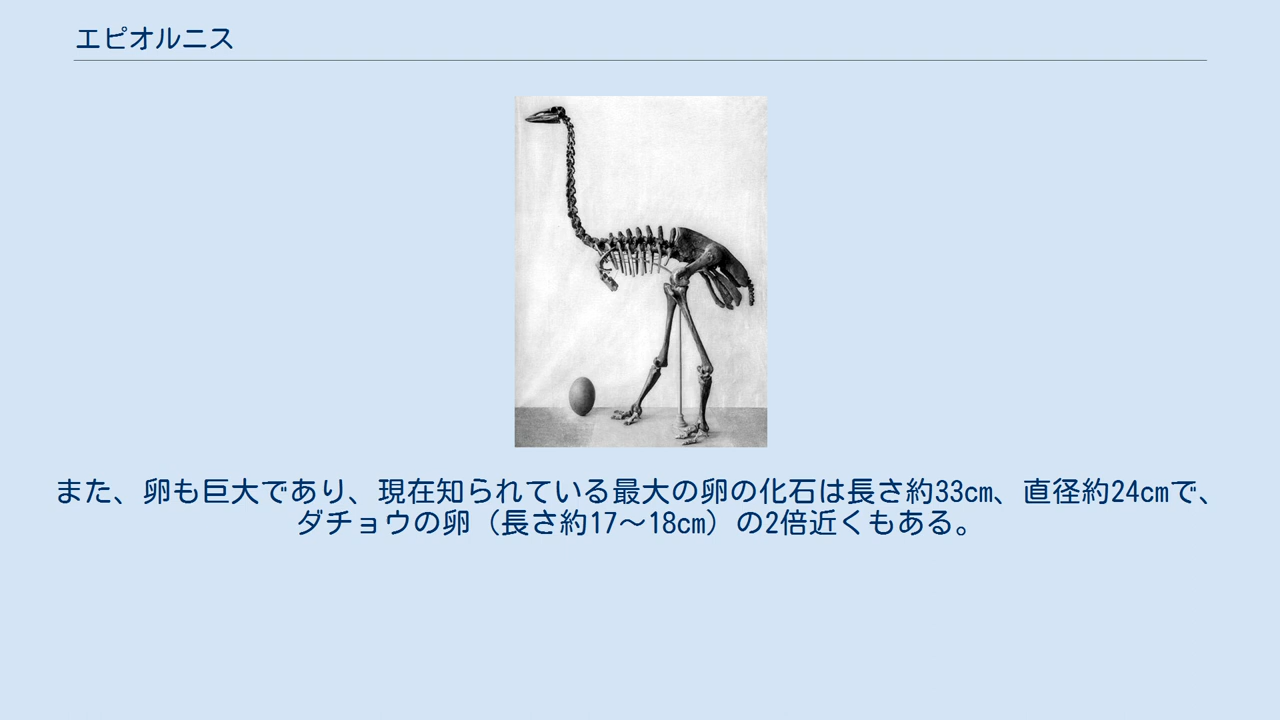 エピオルニス
また、卵も巨大であり、現在知られている最大の卵の化石は長さ約33cm、直径約24cmで、
ダチョウの卵（長さ約17～18cm）の2倍近くもある。